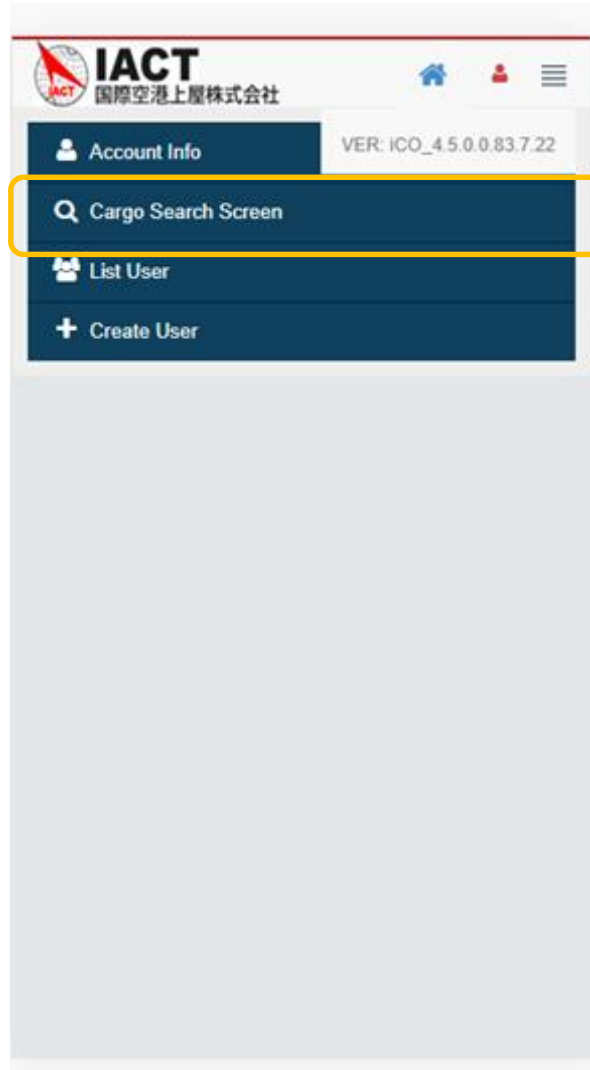 IACT
IACT
国際空港上屋株式会社
Account Info
VER: iCO_4.5.0.0.83.7.22
Cargo Search Screen
List User
Create User